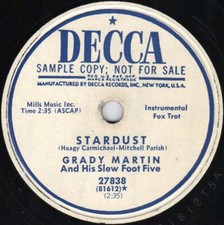 DECCA
SAMPLE COPY; NOT FOR SALE
MANUFACTURED BY DECCA RECORDS, INC., NEW YORK, U.S.A.
Mills Music Inc.
Time 2:35 (ASCAP)
Instrumental
Fox Trot
STARDUST
(Hoagy Carmichael-Mitchell Parish)
GRADY MARTIN
And His Slew Foot Five
27838
(81612)*
(2:35)